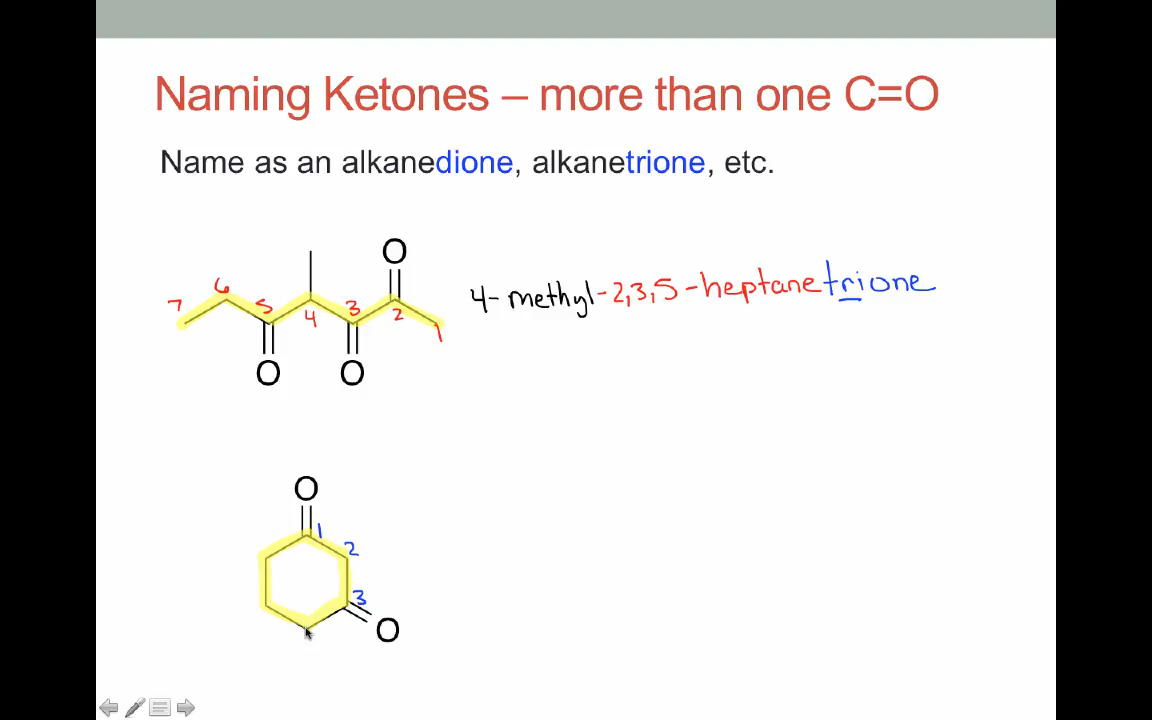 Naming Ketones – more than one C=O
Name as an alkanedione, alkanetrione, etc.
O
7 6 5 4 3 2 1
4-methyl-2,3,5-heptanetrione
O O
O
1
2
3
O